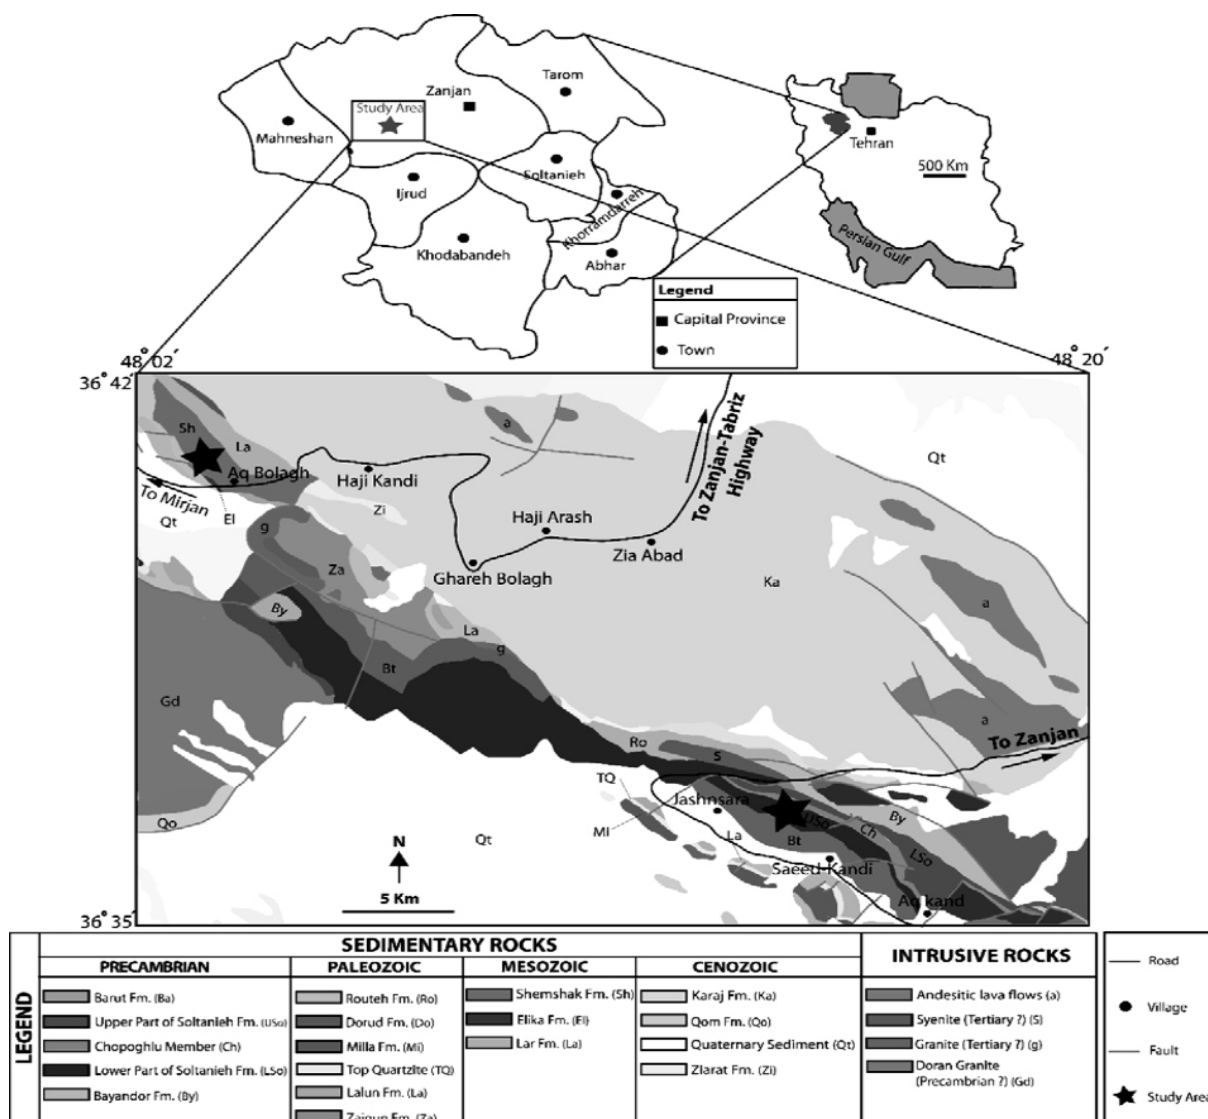 Tarom
Zanjan
Study Area
Mahneshan
Tehran
500 Km
Soltanieh
Ijrud
Khorramdarreh
Khodabandeh
Abhar
Persian Gulf
Legend
Capital Province
Town
48°02′
48°20′
36°42′
Sh
La
a
To Zanjan-Tabriz
Highway
Qt
Aq Bolagh
Haji Kandi
To Mirjan
El
Zi
Qt
g
Haji Arash
Zia Abad
Za
Ghareh Bolagh
Ka
By
a
La
g
Bt
Gd
a
To Zanjan
Ro
S
TQ
Jashnsara
Qo
Qt
MI
La
USo
Bt
Ch
By
LSo
N
Saeed-Kandi
5 Km
Aq kand
36°35′
LEGEND
SEDIMENTARY ROCKS
INTRUSIVE ROCKS
PRECAMBRIAN
PALEOZOIC
MESOZOIC
CENOZOIC
Barut Fm. (Ba)
Upper Part of Soltanieh Fm. (USo)
Chopoghlu Member (Ch)
Lower Part of Soltanieh Fm. (LSo)
Bayandor Fm. (By)
Routeh Fm. (Ro)
Dorud Fm. (Do)
Milla Fm. (Mi)
Top Quartzite (TQ)
Lalun Fm. (La)
Zaigun Fm. (Za)
Shemshak Fm. (Sh)
Elika Fm. (El)
Lar Fm. (La)
Karaj Fm. (Ka)
Qom Fm. (Qo)
Quaternary Sediment (Qt)
Ziarat Fm. (Zi)
Andesitic lava flows (a)
Syenite (Tertiary ?) (S)
Granite (Tertiary ?) (g)
Doran Granite
(Precambrian ?) (Gd)
Road
Village
Fault
Study Area